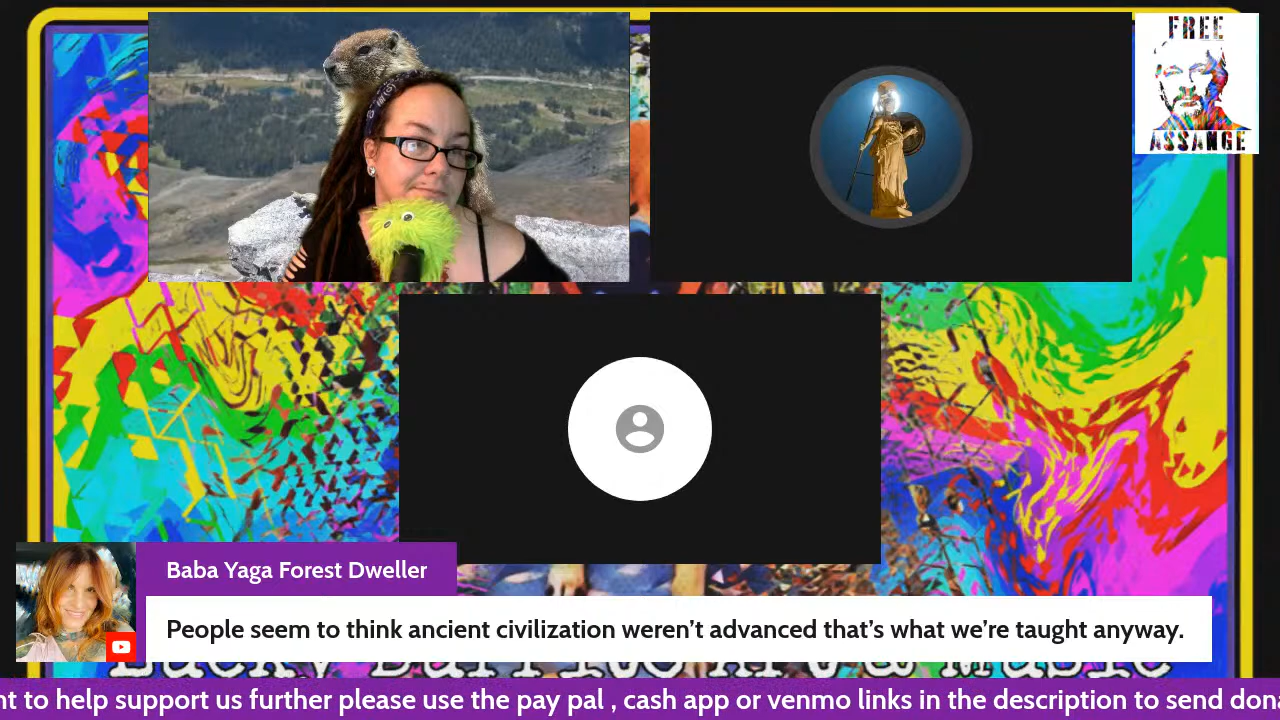 FREE
ASSANGE
Baba Yaga Forest Dweller
People seem to think ancient civilization weren't advanced that's what we're taught anyway.
nt to help support us further please use the pay pal , cash app or venmo links in the description to send dona